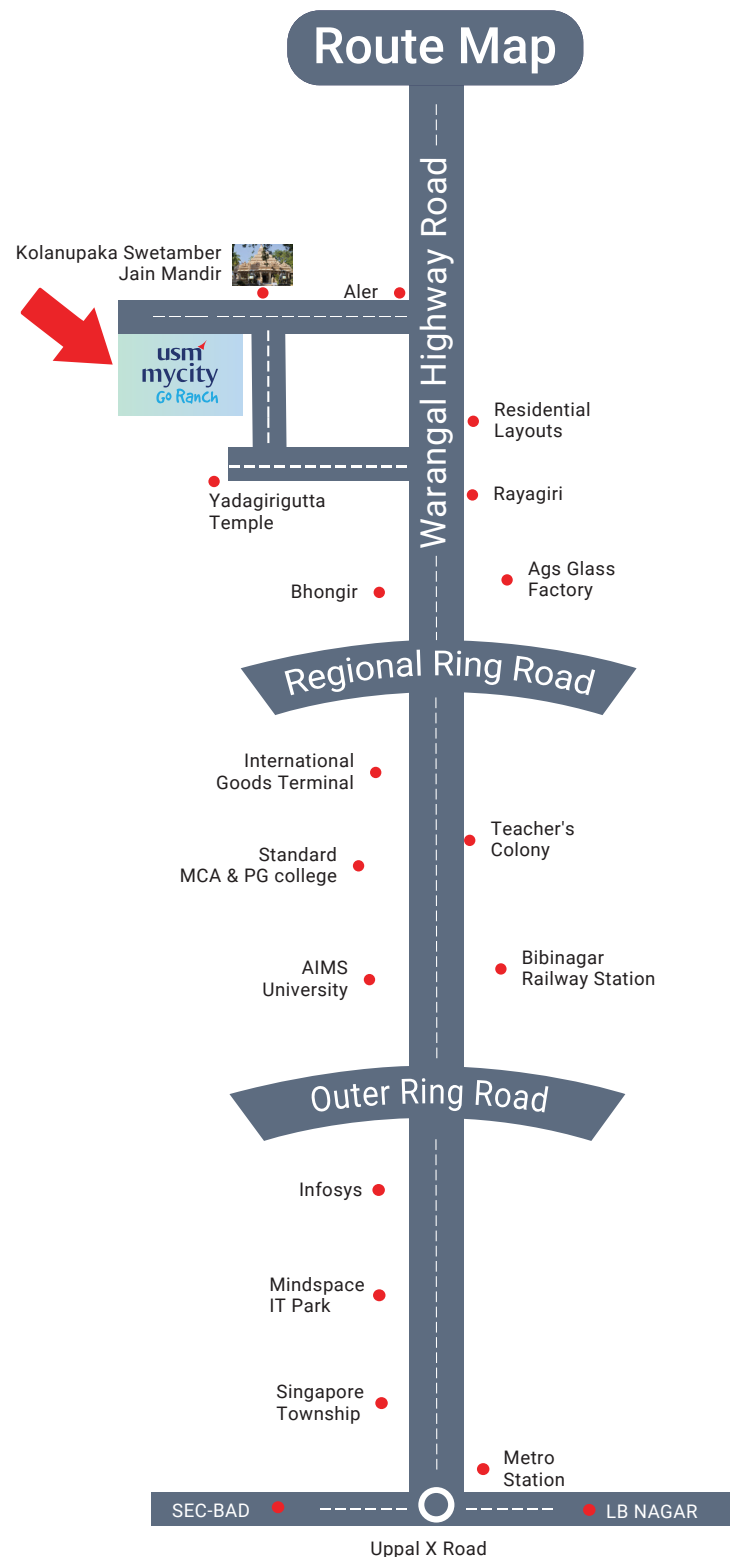 Route Map
Warangal Highway Road
Kolanupaka Swetamber
Jain Mandir
Aler
usm
mycity
Go Ranch
Residential
Layouts
Rayagiri
Yadagirigutta
Temple
Ags Glass
Factory
Bhongir
Regional Ring Road
International
Goods Terminal
Teacher's
Colony
Standard
MCA & PG college
Bibinagar
Railway Station
AIMS
University
Outer Ring Road
Infosys
Mindspace
IT Park
Singapore
Township
Metro
Station
SEC-BAD
LB NAGAR
Uppal X Road